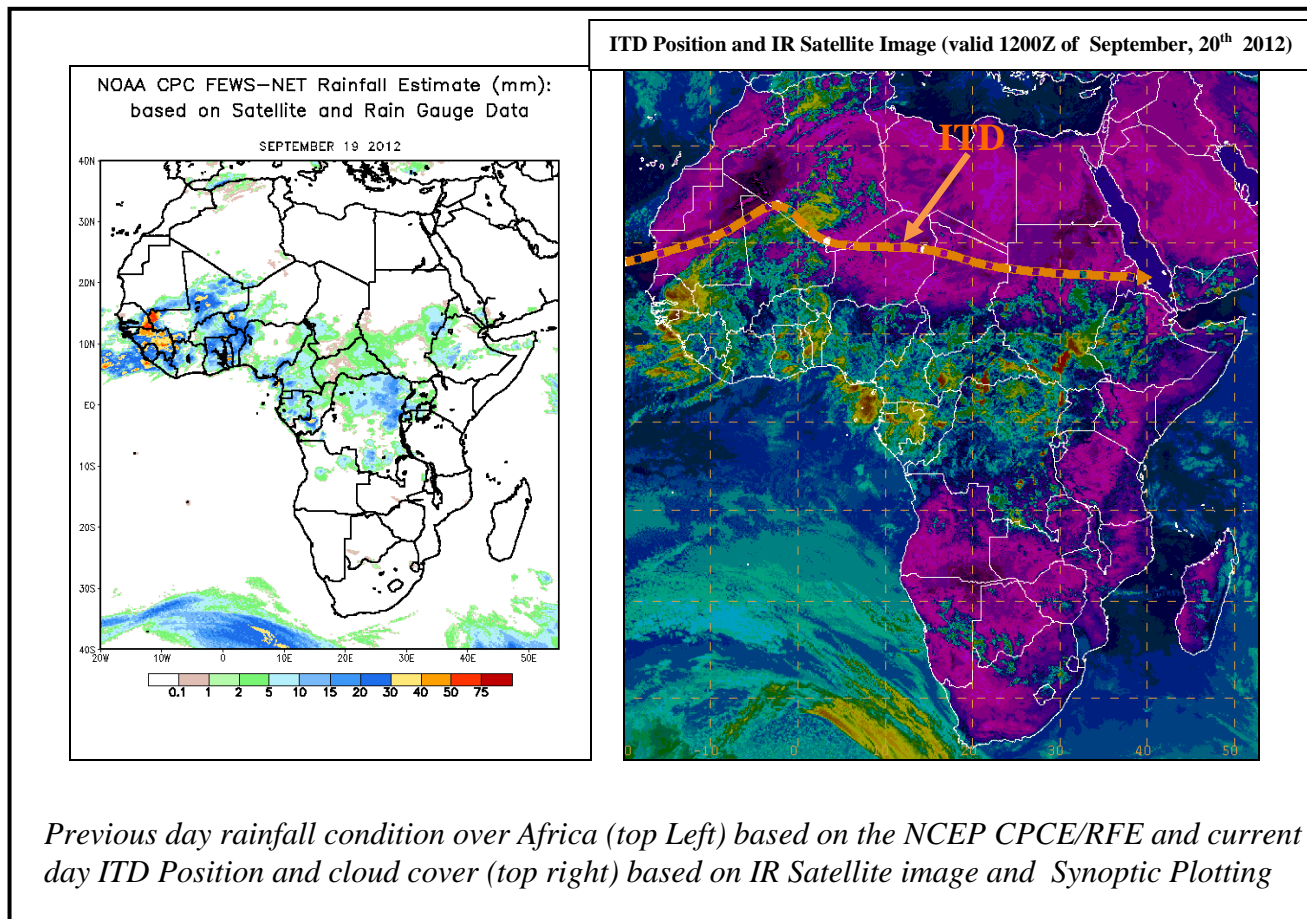 ITD Position and IR Satellite Image (valid 1200Z of September, 20th 2012)
NOAA CPC FEWS-NET Rainfall Estimate (mm):
based on Satellite and Rain Gauge Data
SEPTEMBER 19 2012
40N
30N
20N
10N
EQ
10S
20S
30S
40S
20W 10W 0 10E 20E 30E 40E 50E
0.1 1 2 5 10 15 20 30 40 50 75
ITD
0 -10 0 10 20 30 40 50
Previous day rainfall condition over Africa (top Left) based on the NCEP CPCE/RFE and current
day ITD Position and cloud cover (top right) based on IR Satellite image and Synoptic Plotting